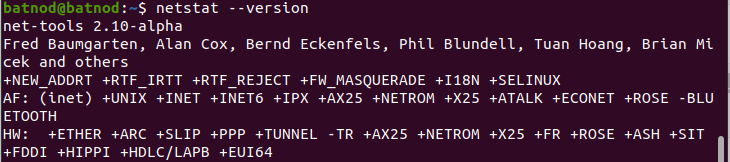 batnod@batnod:~$ netstat --version
net-tools 2.10-alpha
Fred Baumgarten, Alan Cox, Bernd Eckenfels, Phil Blundell, Tuan Hoang, Brian Mi
cek and others
+NEW_ADDRT +RTF_IRTT +RTF_REJECT +FW_MASQUERADE +I18N +SELINUX
AF: (inet) +UNIX +INET +INET6 +IPX +AX25 +NETROM +X25 +ATALK +ECONET +ROSE -BLU
ETOOTH
HW:  +ETHER +ARC +SLIP +PPP +TUNNEL -TR +AX25 +NETROM +X25 +FR +ROSE +ASH +SIT
+FDDI +HIPPI +HDLC/LAPB +EUI64